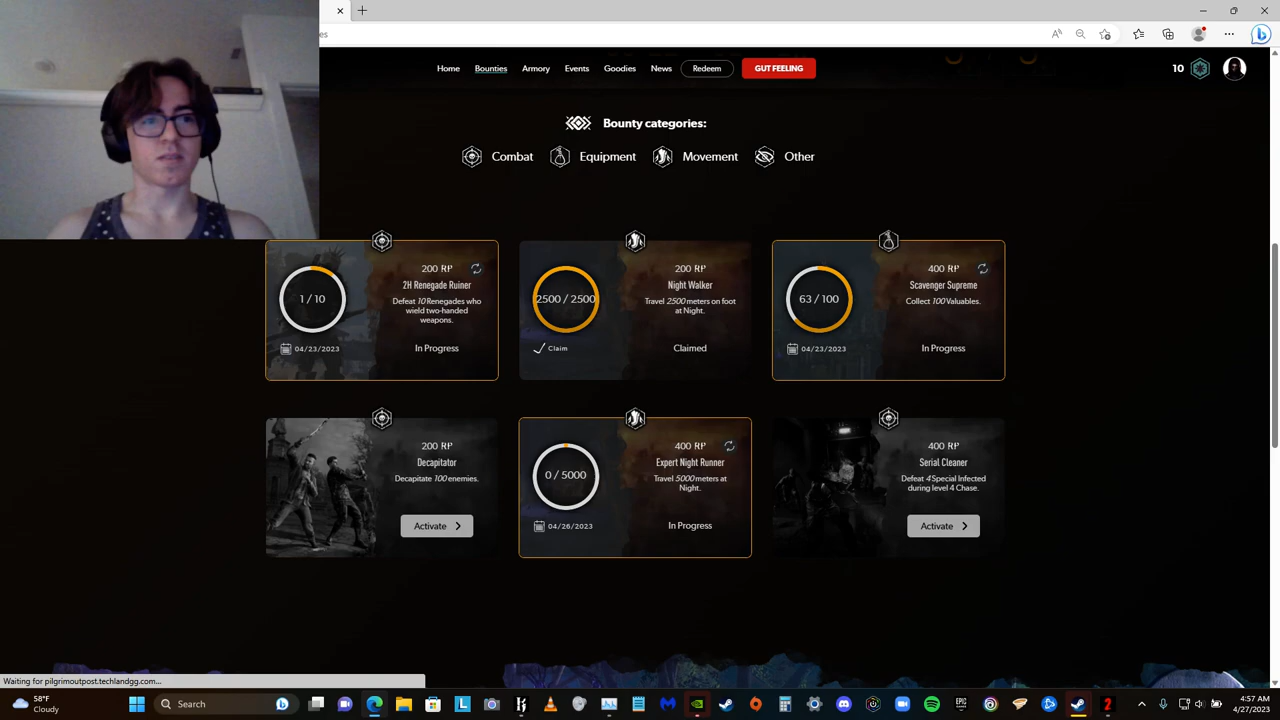 es
Home Bounties Armory Events Goodies News Redeem GUT FEELING 10
Bounty categories:
Combat Equipment Movement Other
200 RP
2H Renegade Ruiner
Defeat 10 Renegades who
wield two-handed
weapons.
1 / 10
04/23/2023
In Progress
200 RP
Night Walker
Travel 2500 meters on foot
at Night.
2500 / 2500
Claim
Claimed
400 RP
Scavenger Supreme
Collect 100 Valuables.
63 / 100
04/23/2023
In Progress
200 RP
Decapitator
Decapitate 100 enemies.
Activate
400 RP
Expert Night Runner
Travel 5000 meters at
Night.
0 / 5000
04/26/2023
In Progress
400 RP
Serial Cleaner
Defeat 4 Special Infected
during level 4 Chase.
Activate
Waiting for pilgrimoutpost.techlandgg.com...
58°F
Cloudy
Search
4:57 AM
4/27/2023